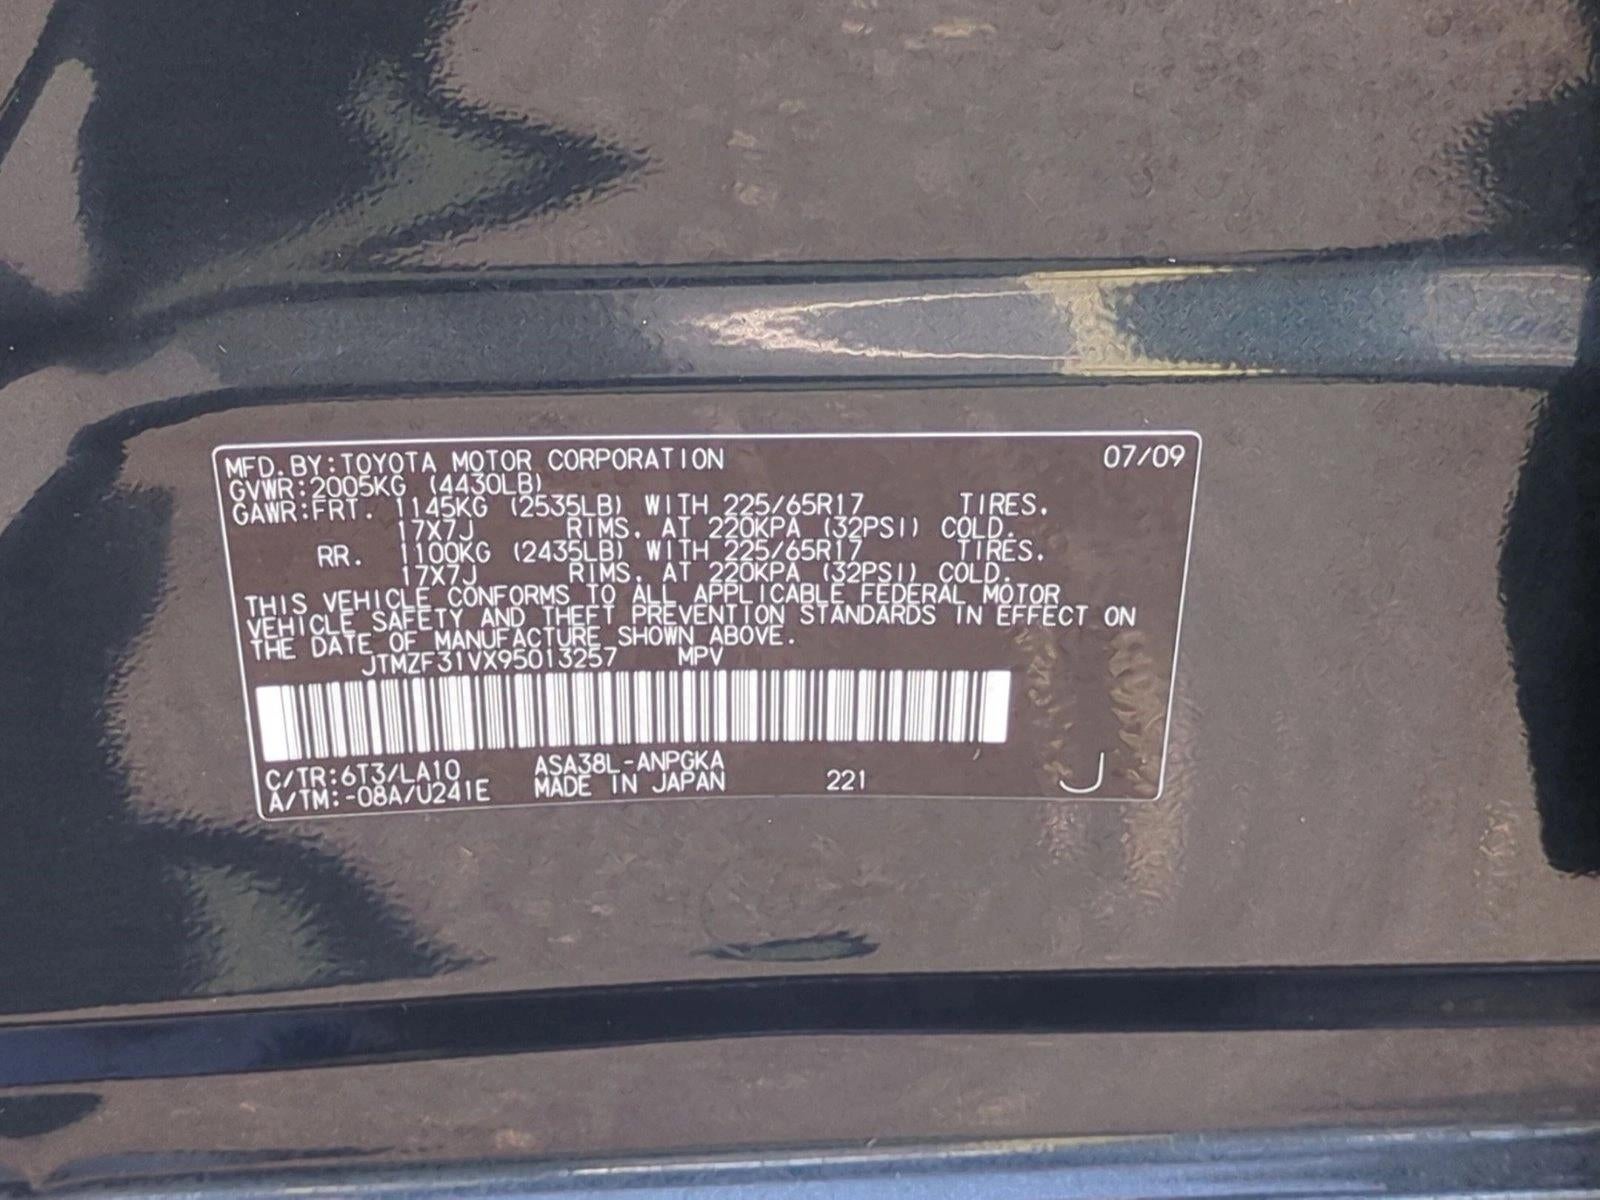 MFD. BY:TOYOTA MOTOR CORPORATION 07/09
GVWR:2005KG (4430LB)
GAWR:FRT. 1145KG (2535LB) WITH 225/65R17 TIRES.
17X7J RIMS. AT 220KPA (32PSI) COLD.
RR. 1100KG (2435LB) WITH 225/65R17 TIRES.
17X7J RIMS. AT 220KPA (32PSI) COLD.
THIS VEHICLE CONFORMS TO ALL APPLICABLE FEDERAL MOTOR
VEHICLE SAFETY AND THEFT PREVENTION STANDARDS IN EFFECT ON
THE DATE OF MANUFACTURE SHOWN ABOVE.
JTMZF31VX95013257 MPV
C/TR:6T3/LA10 ASA38L-ANPGKA
A/TM:-08A/U241E MADE IN JAPAN 221 J